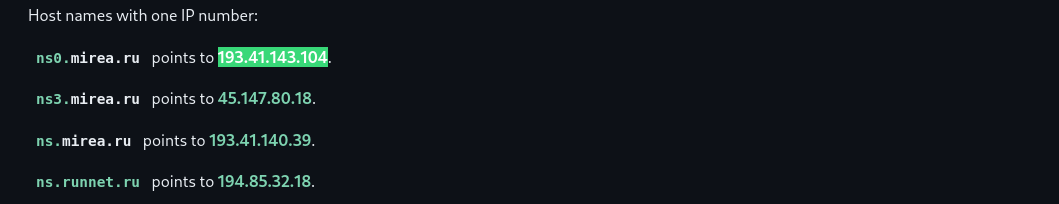 Host names with one IP number:
ns0.mirea.ru points to 193.41.143.104.
ns3.mirea.ru points to 45.147.80.18.
ns.mirea.ru points to 193.41.140.39.
ns.runnet.ru points to 194.85.32.18.